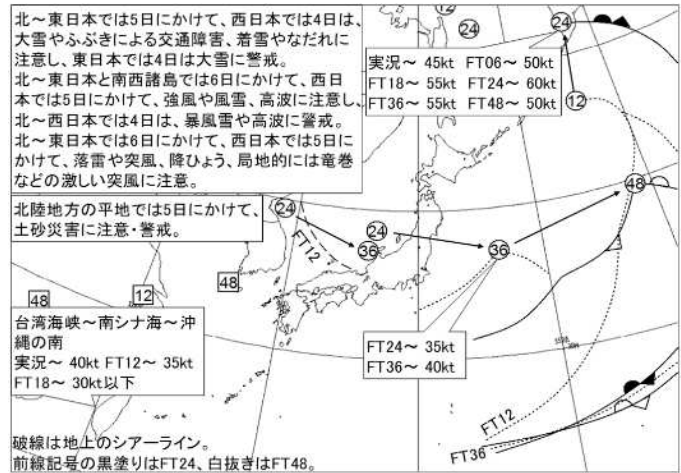 北～東日本では5日にかけて、西日本では4日は、
大雪やふぶきによる交通障害、着雪やなだれに
注意し、東日本では4日は大雪に警戒。
北～東日本と南西諸島では6日にかけて、西日
本では5日にかけて、強風や風雪、高波に注意し、
北～西日本では4日は、暴風雪や高波に警戒。
北～東日本では6日にかけて、西日本では5日に
かけて、落雷や突風、降ひょう、局地的には竜巻
などの激しい突風に注意。
12
24
24
実況～ 45kt FT06～ 50kt
FT18～ 55kt FT24～ 60kt
FT36～ 55kt FT48～ 50kt
12
48
北陸地方の平地では5日にかけて、
土砂災害に注意・警戒。
24
FT12
36
24
36
48
12
48
台湾海峡～南シナ海～沖
縄の南
実況～ 40kt FT12～ 35kt
FT18～ 30kt以下
FT24～ 35kt
FT36～ 40kt
FT12
FT36
破線は地上のシアーライン。
前線記号の黒塗りはFT24、白抜きはFT48。